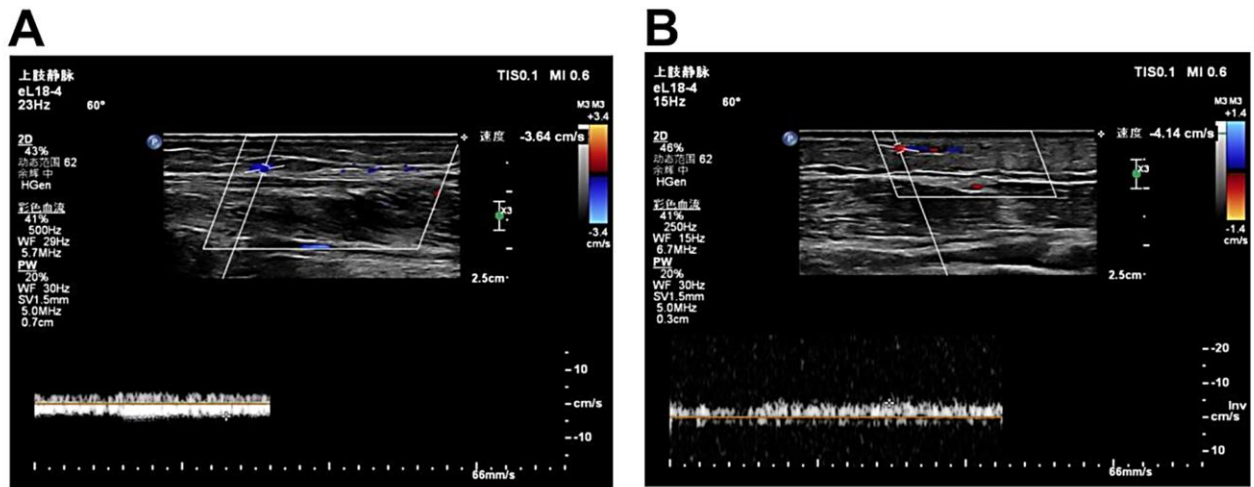 A
上肢静脉
eL18-4
23Hz 60°
TIS0.1 MI 0.6
M3 M3
+3.4
2D
43%
动态范围 62
余辉 中
HGen
P
速度 -3.64 cm/s
彩色血流
41%
500Hz
WF 29Hz
5.7MHz
X3
-3.4
cm/s
PW
20%
WF 30Hz
SV1.5mm
5.0MHz
0.7cm
2.5cm
10
cm/s
-10
66mm/s
B
上肢静脉
eL18-4
15Hz 60°
TIS0.1 MI 0.6
M3 M3
+1.4
2D
46%
动态范围 62
余辉 中
HGen
P
速度 -4.14 cm/s
彩色血流
41%
250Hz
WF 15Hz
6.7MHz
X3
-1.4
cm/s
PW
20%
WF 30Hz
SV1.5mm
5.0MHz
0.3cm
2.5cm
-20
-10
Inv
cm/s
10
66mm/s